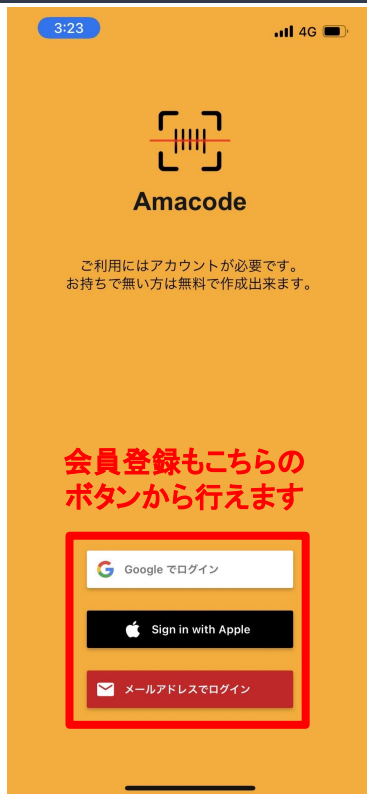 3:23
4G
Amacode
ご利用にはアカウントが必要です。
お持ちで無い方は無料で作成出来ます。
会員登録もこちらの
ボタンから行えます
Google でログイン
Sign in with Apple
メールアドレスでログイン